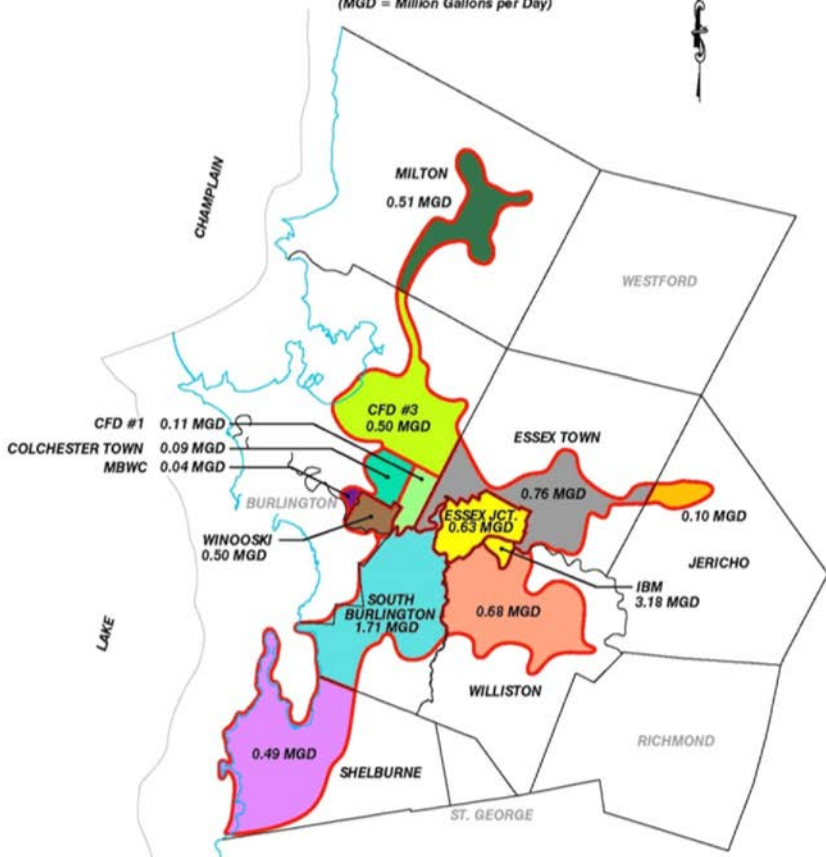 (MGD = Million Gallons per Day)
MILTON
0.51 MGD
CHAMPLAIN
WESTFORD
CFD #3
0.50 MGD
CFD #1 0.11 MGD
COLCHESTER TOWN 0.09 MGD
MBWC 0.04 MGD
ESSEX TOWN
0.76 MGD
BURLINGTON
ESSEX JCT.
0.63 MGD
0.10 MGD
WINOOSKI
0.50 MGD
JERICHO
IBM
3.18 MGD
SOUTH
BURLINGTON
1.71 MGD
0.68 MGD
LAKE
WILLISTON
0.49 MGD
SHELBURNE
RICHMOND
ST. GEORGE